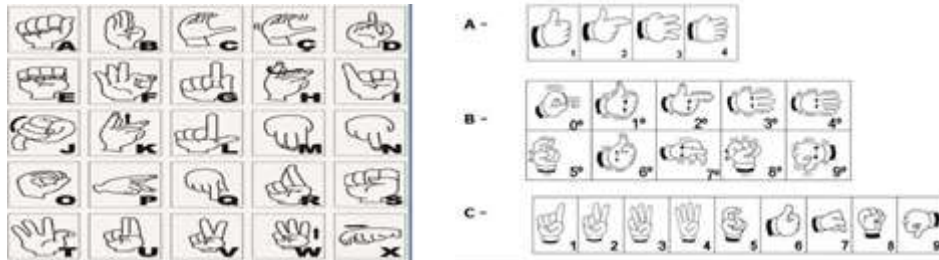 A B C Ç D
E F G H I
J K L M N
O P Q R S
T U V W X
A -
1 2 3 4
B -
0º 1º 2º 3º 4º
5º 6º 7º 8º 9º
C -
1 2 3 4 5 6 7 8 9